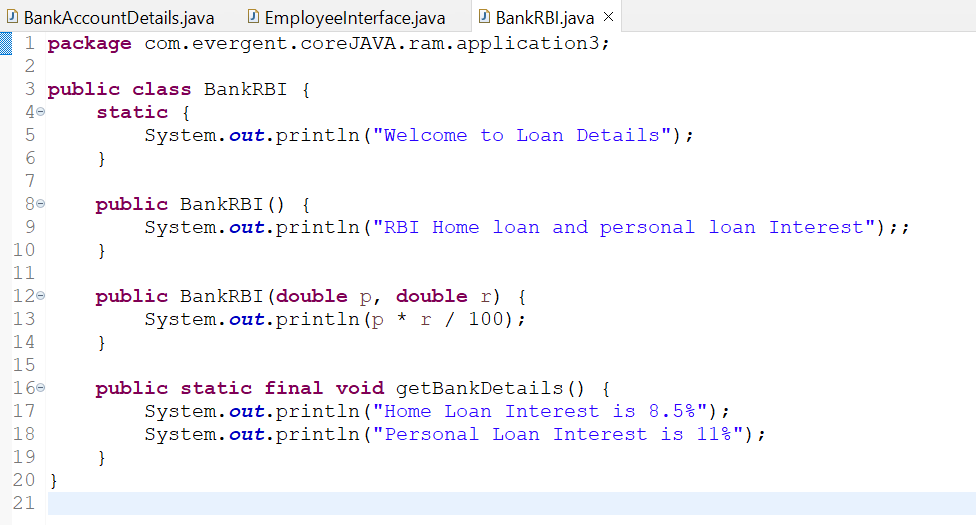 BankAccountDetails.java EmployeeInterface.java BankRBI.java
1 package com.evergent.coreJAVA.ram.application3;
2
3 public class BankRBI {
4 static {
5 System.out.println("Welcome to Loan Details");
6 }
7
8 public BankRBI() {
9 System.out.println("RBI Home loan and personal loan Interest");;
10 }
11
12 public BankRBI(double p, double r) {
13 System.out.println(p * r / 100);
14 }
15
16 public static final void getBankDetails() {
17 System.out.println("Home Loan Interest is 8.5%");
18 System.out.println("Personal Loan Interest is 11%");
19 }
20 }
21